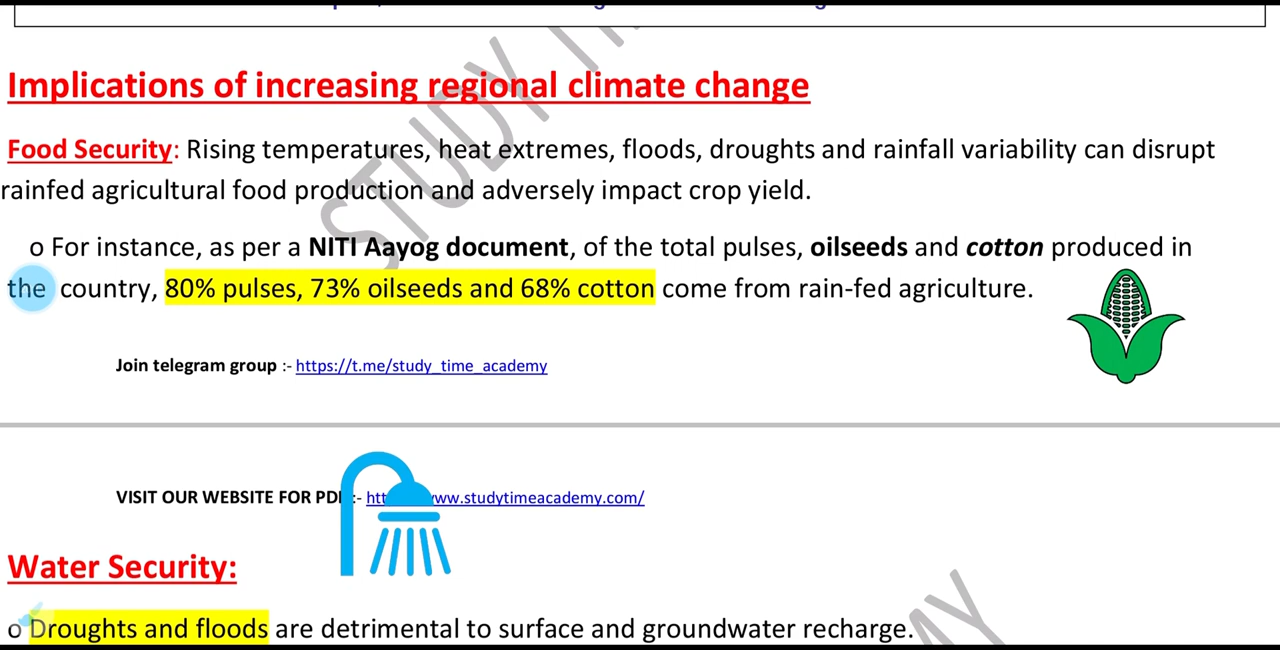 Implications of increasing regional climate change
Food Security: Rising temperatures, heat extremes, floods, droughts and rainfall variability can disrupt
rainfed agricultural food production and adversely impact crop yield.
o For instance, as per a NITI Aayog document, of the total pulses, oilseeds and cotton produced in
the country, 80% pulses, 73% oilseeds and 68% cotton come from rain-fed agriculture.
Join telegram group :- https://t.me/study_time_academy
VISIT OUR WEBSITE FOR PDF :- htt ww.studytimeacademy.com/
Water Security:
o Droughts and floods are detrimental to surface and groundwater recharge.
STUDY